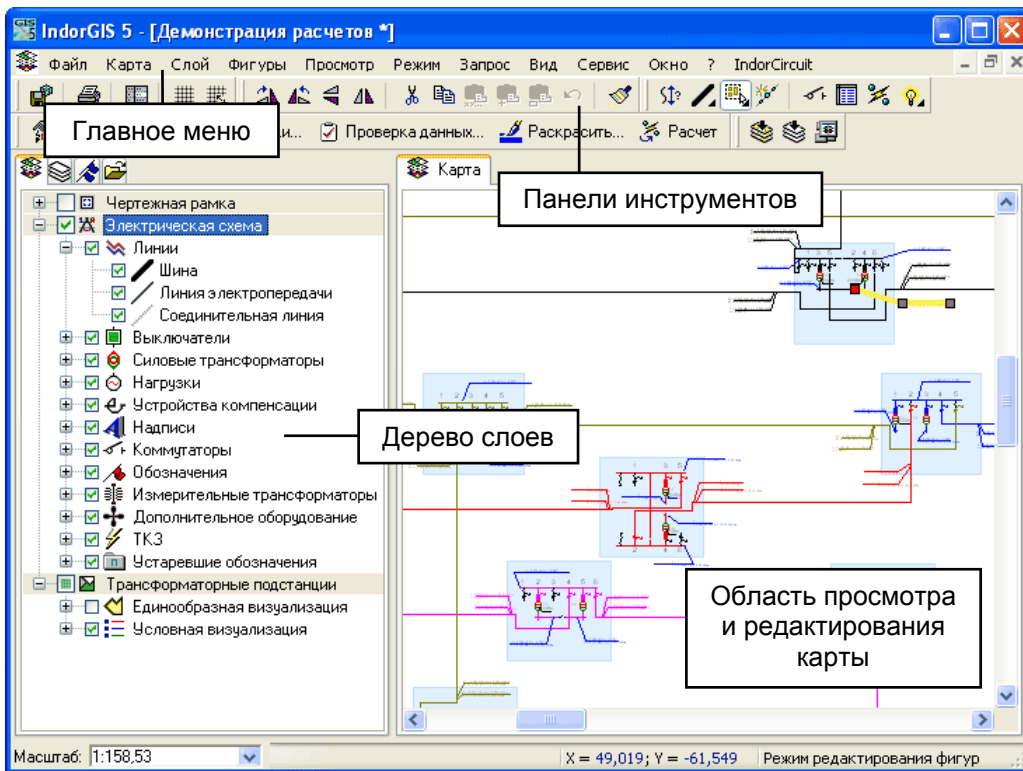 IndorGIS 5 - [Демонстрация расчетов *]
Файл Карта Слой Фигуры Просмотр Режим Запрос Вид Сервис Окно ? IndorCircuit
Главное меню
Проверка данных... Раскрасить... Расчет
Карта
Панели инструментов
Чертежная рамка
Электрическая схема
Линии
Шина
Линия электропередачи
Соединительная линия
Выключатели
Силовые трансформаторы
Нагрузки
Устройства компенсации
Надписи
Коммутаторы
Обозначения
Измерительные трансформаторы
Дополнительное оборудование
ТКЗ
Устаревшие обозначения
Трансформаторные подстанции
Единообразная визуализация
Условная визуализация
Дерево слоев
Область просмотра
и редактирования
карты
Масштаб: 1:158,53 X = 49,019; Y = -61,549 Режим редактирования фигур